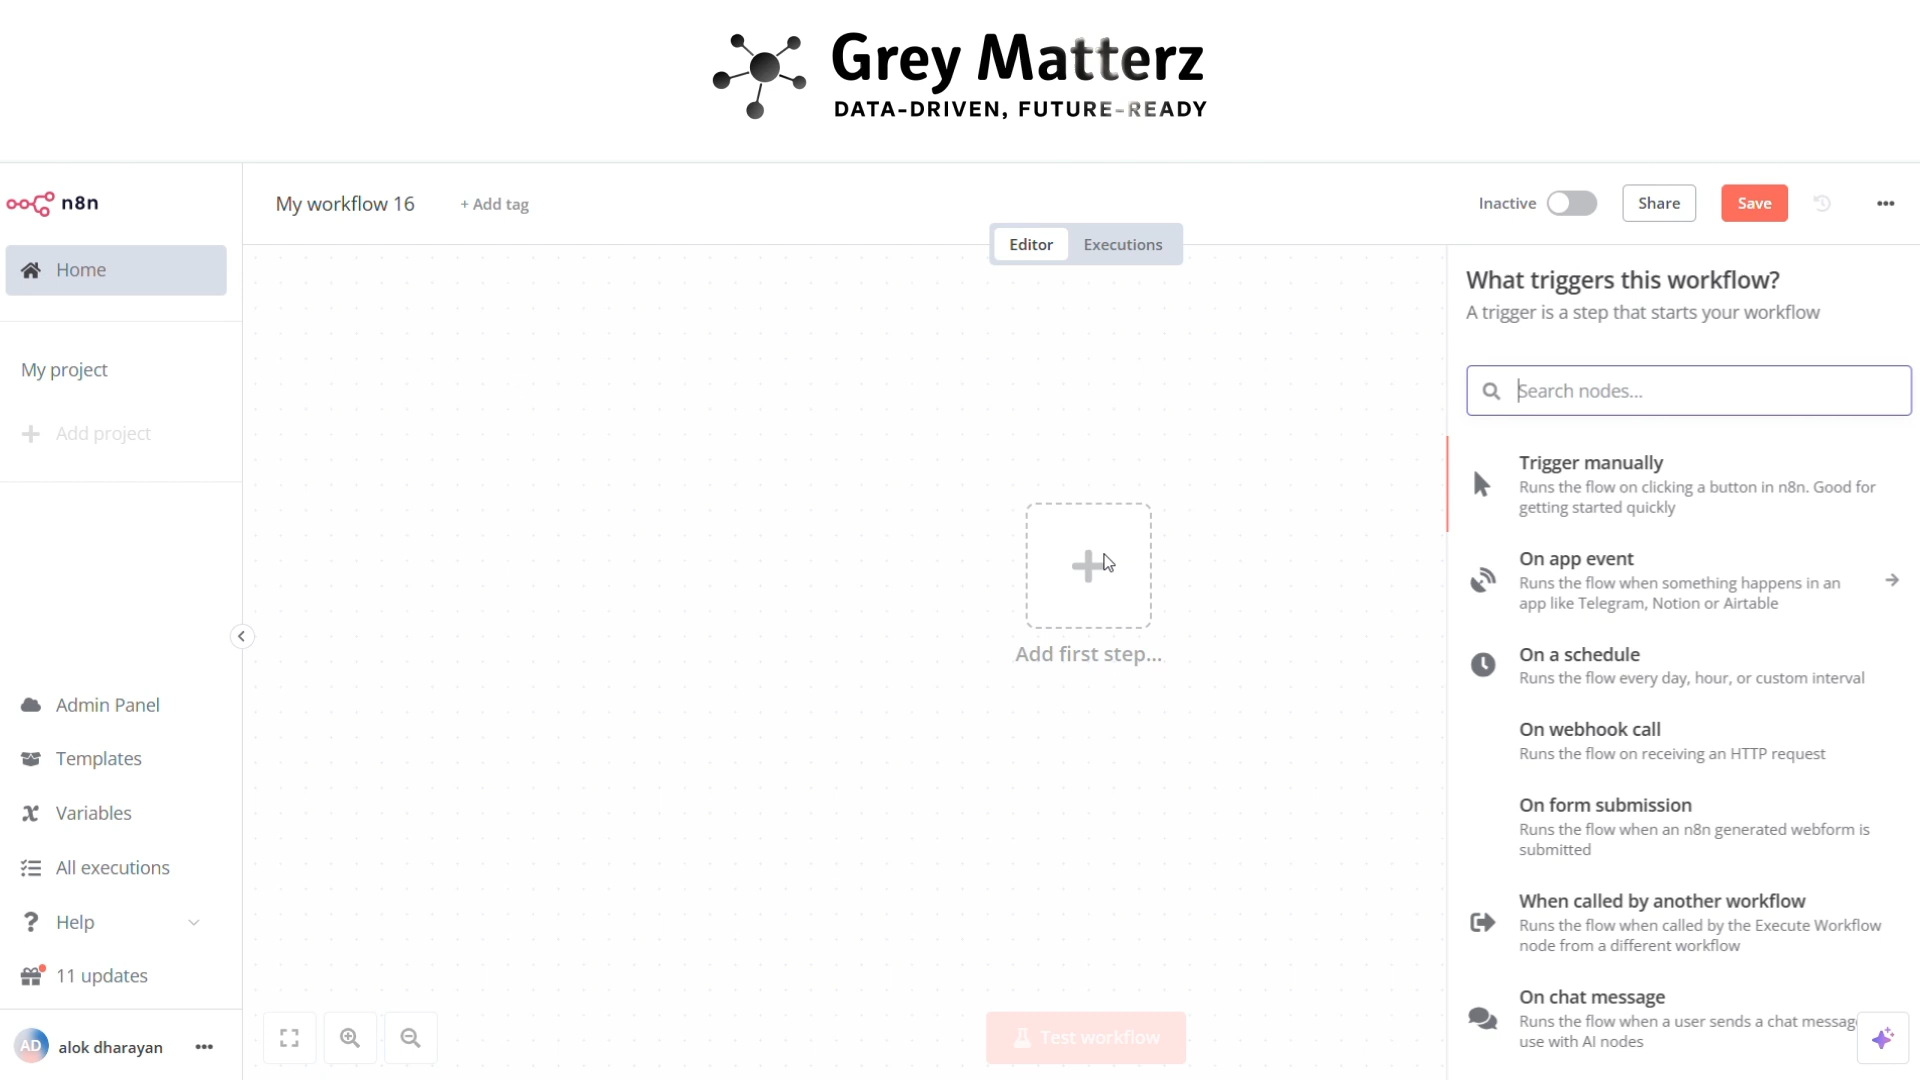 Grey Matterz
DATA-DRIVEN, FUTURE-READY
n8n
My workflow 16
+ Add tag
Inactive
Share
Save
Editor
Executions
Home
My project
Add project
Admin Panel
Templates
Variables
All executions
Help
11 updates
AD
alok dharayan
Add first step...
Test workflow
What triggers this workflow?
A trigger is a step that starts your workflow
Search nodes...
Trigger manually
Runs the flow on clicking a button in n8n. Good for
getting started quickly
On app event
Runs the flow when something happens in an
app like Telegram, Notion or Airtable
On a schedule
Runs the flow every day, hour, or custom interval
On webhook call
Runs the flow on receiving an HTTP request
On form submission
Runs the flow when an n8n generated webform is
submitted
When called by another workflow
Runs the flow when called by the Execute Workflow
node from a different workflow
On chat message
Runs the flow when a user sends a chat messag
use with AI nodes